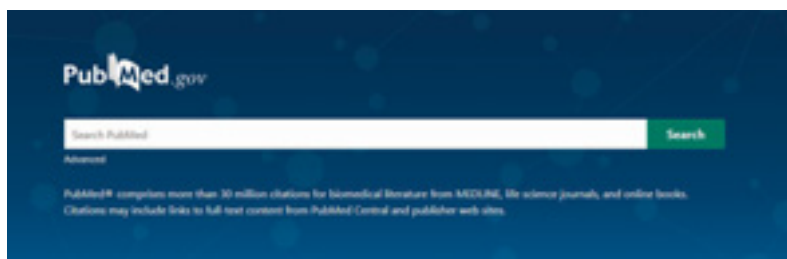 PubMed.gov
Search PubMed
Search
Advanced
PubMed® comprises more than 30 million citations for biomedical literature from MEDLINE, life science journals, and online books.
Citations may include links to full text content from PubMed Central and publisher web sites.